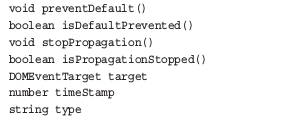 void preventDefault()
boolean isDefaultPrevented()
void stopPropagation()
boolean isPropagationStopped()
DOMEventTarget target
number timeStamp
string type